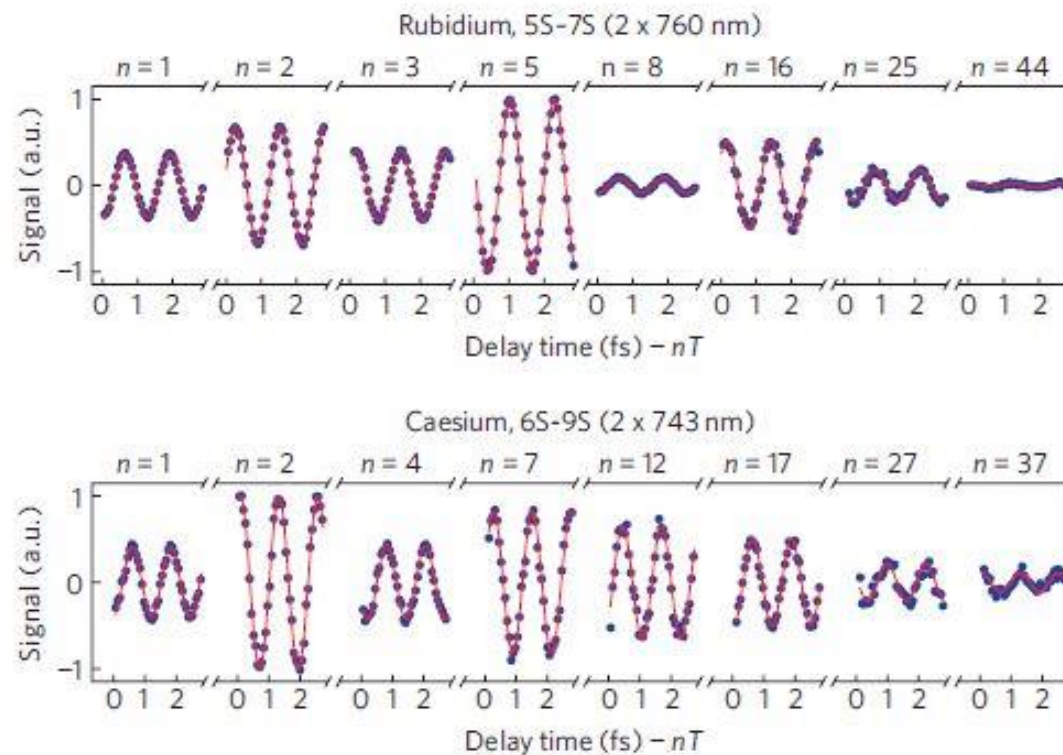 Rubidium, 5S-7S (2 x 760 nm)
n = 1 n = 2 n = 3 n = 5 n = 8 n = 16 n = 25 n = 44
Signal (a.u.)
1
0
−1
0 1 2 0 1 2 0 1 2 0 1 2 0 1 2 0 1 2 0 1 2 0 1 2
Delay time (fs) − nT
Caesium, 6S-9S (2 x 743 nm)
n = 1 n = 2 n = 4 n = 7 n = 12 n = 17 n = 27 n = 37
Signal (a.u.)
1
0
−1
0 1 2 0 1 2 0 1 2 0 1 2 0 1 2 0 1 2 0 1 2 0 1 2
Delay time (fs) − nT